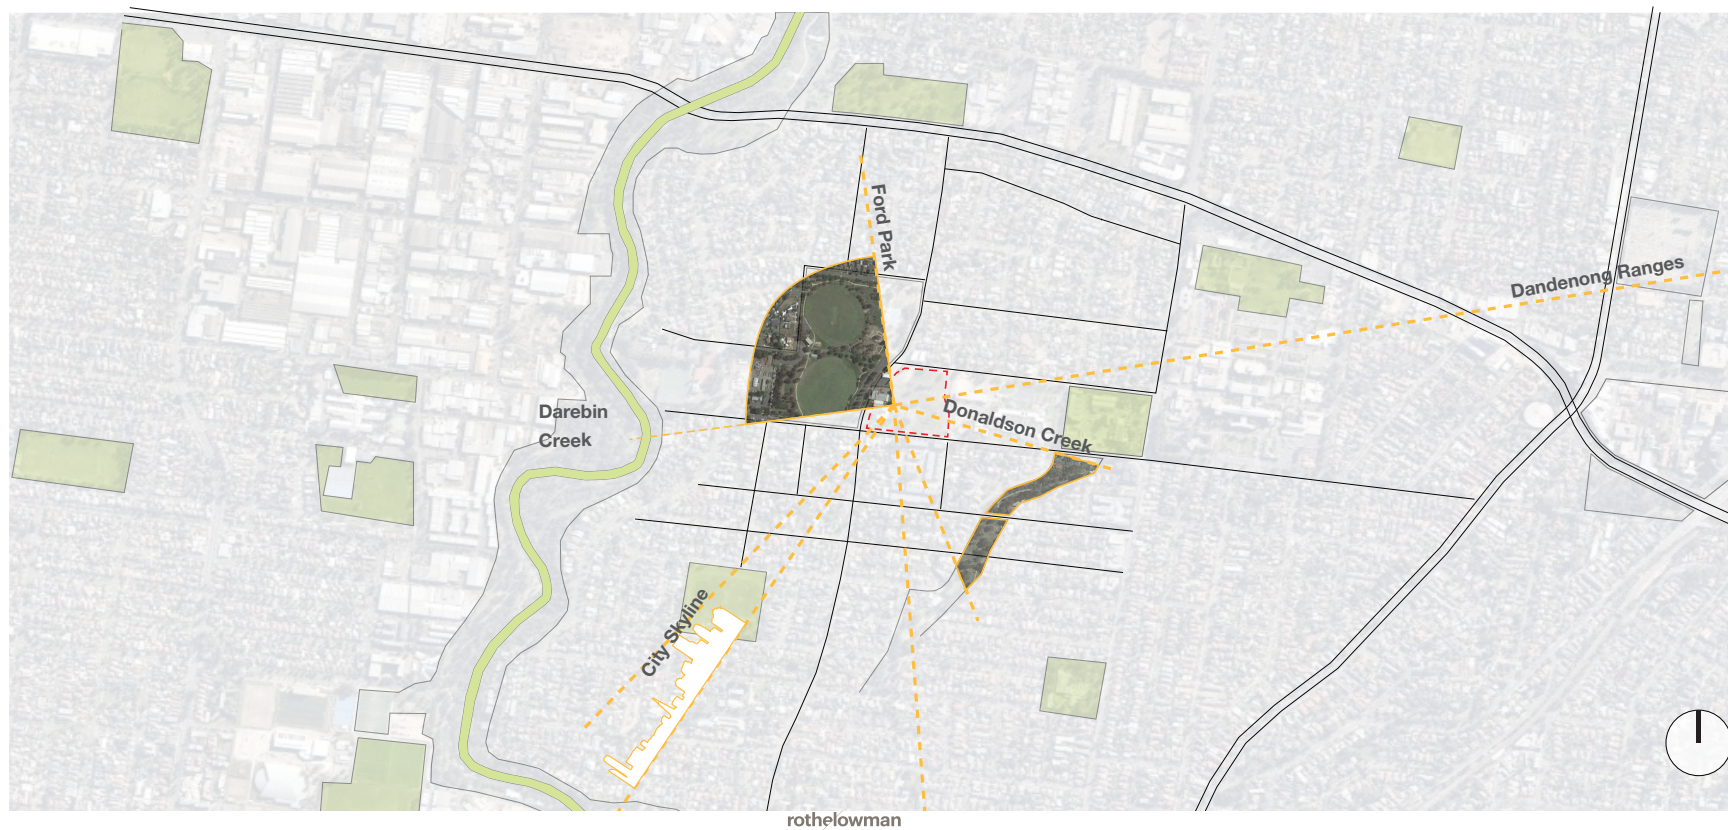 Ford Park
Dandenong Ranges
Darebin
Creek
Donaldson Creek
City Skyline
rothelowman